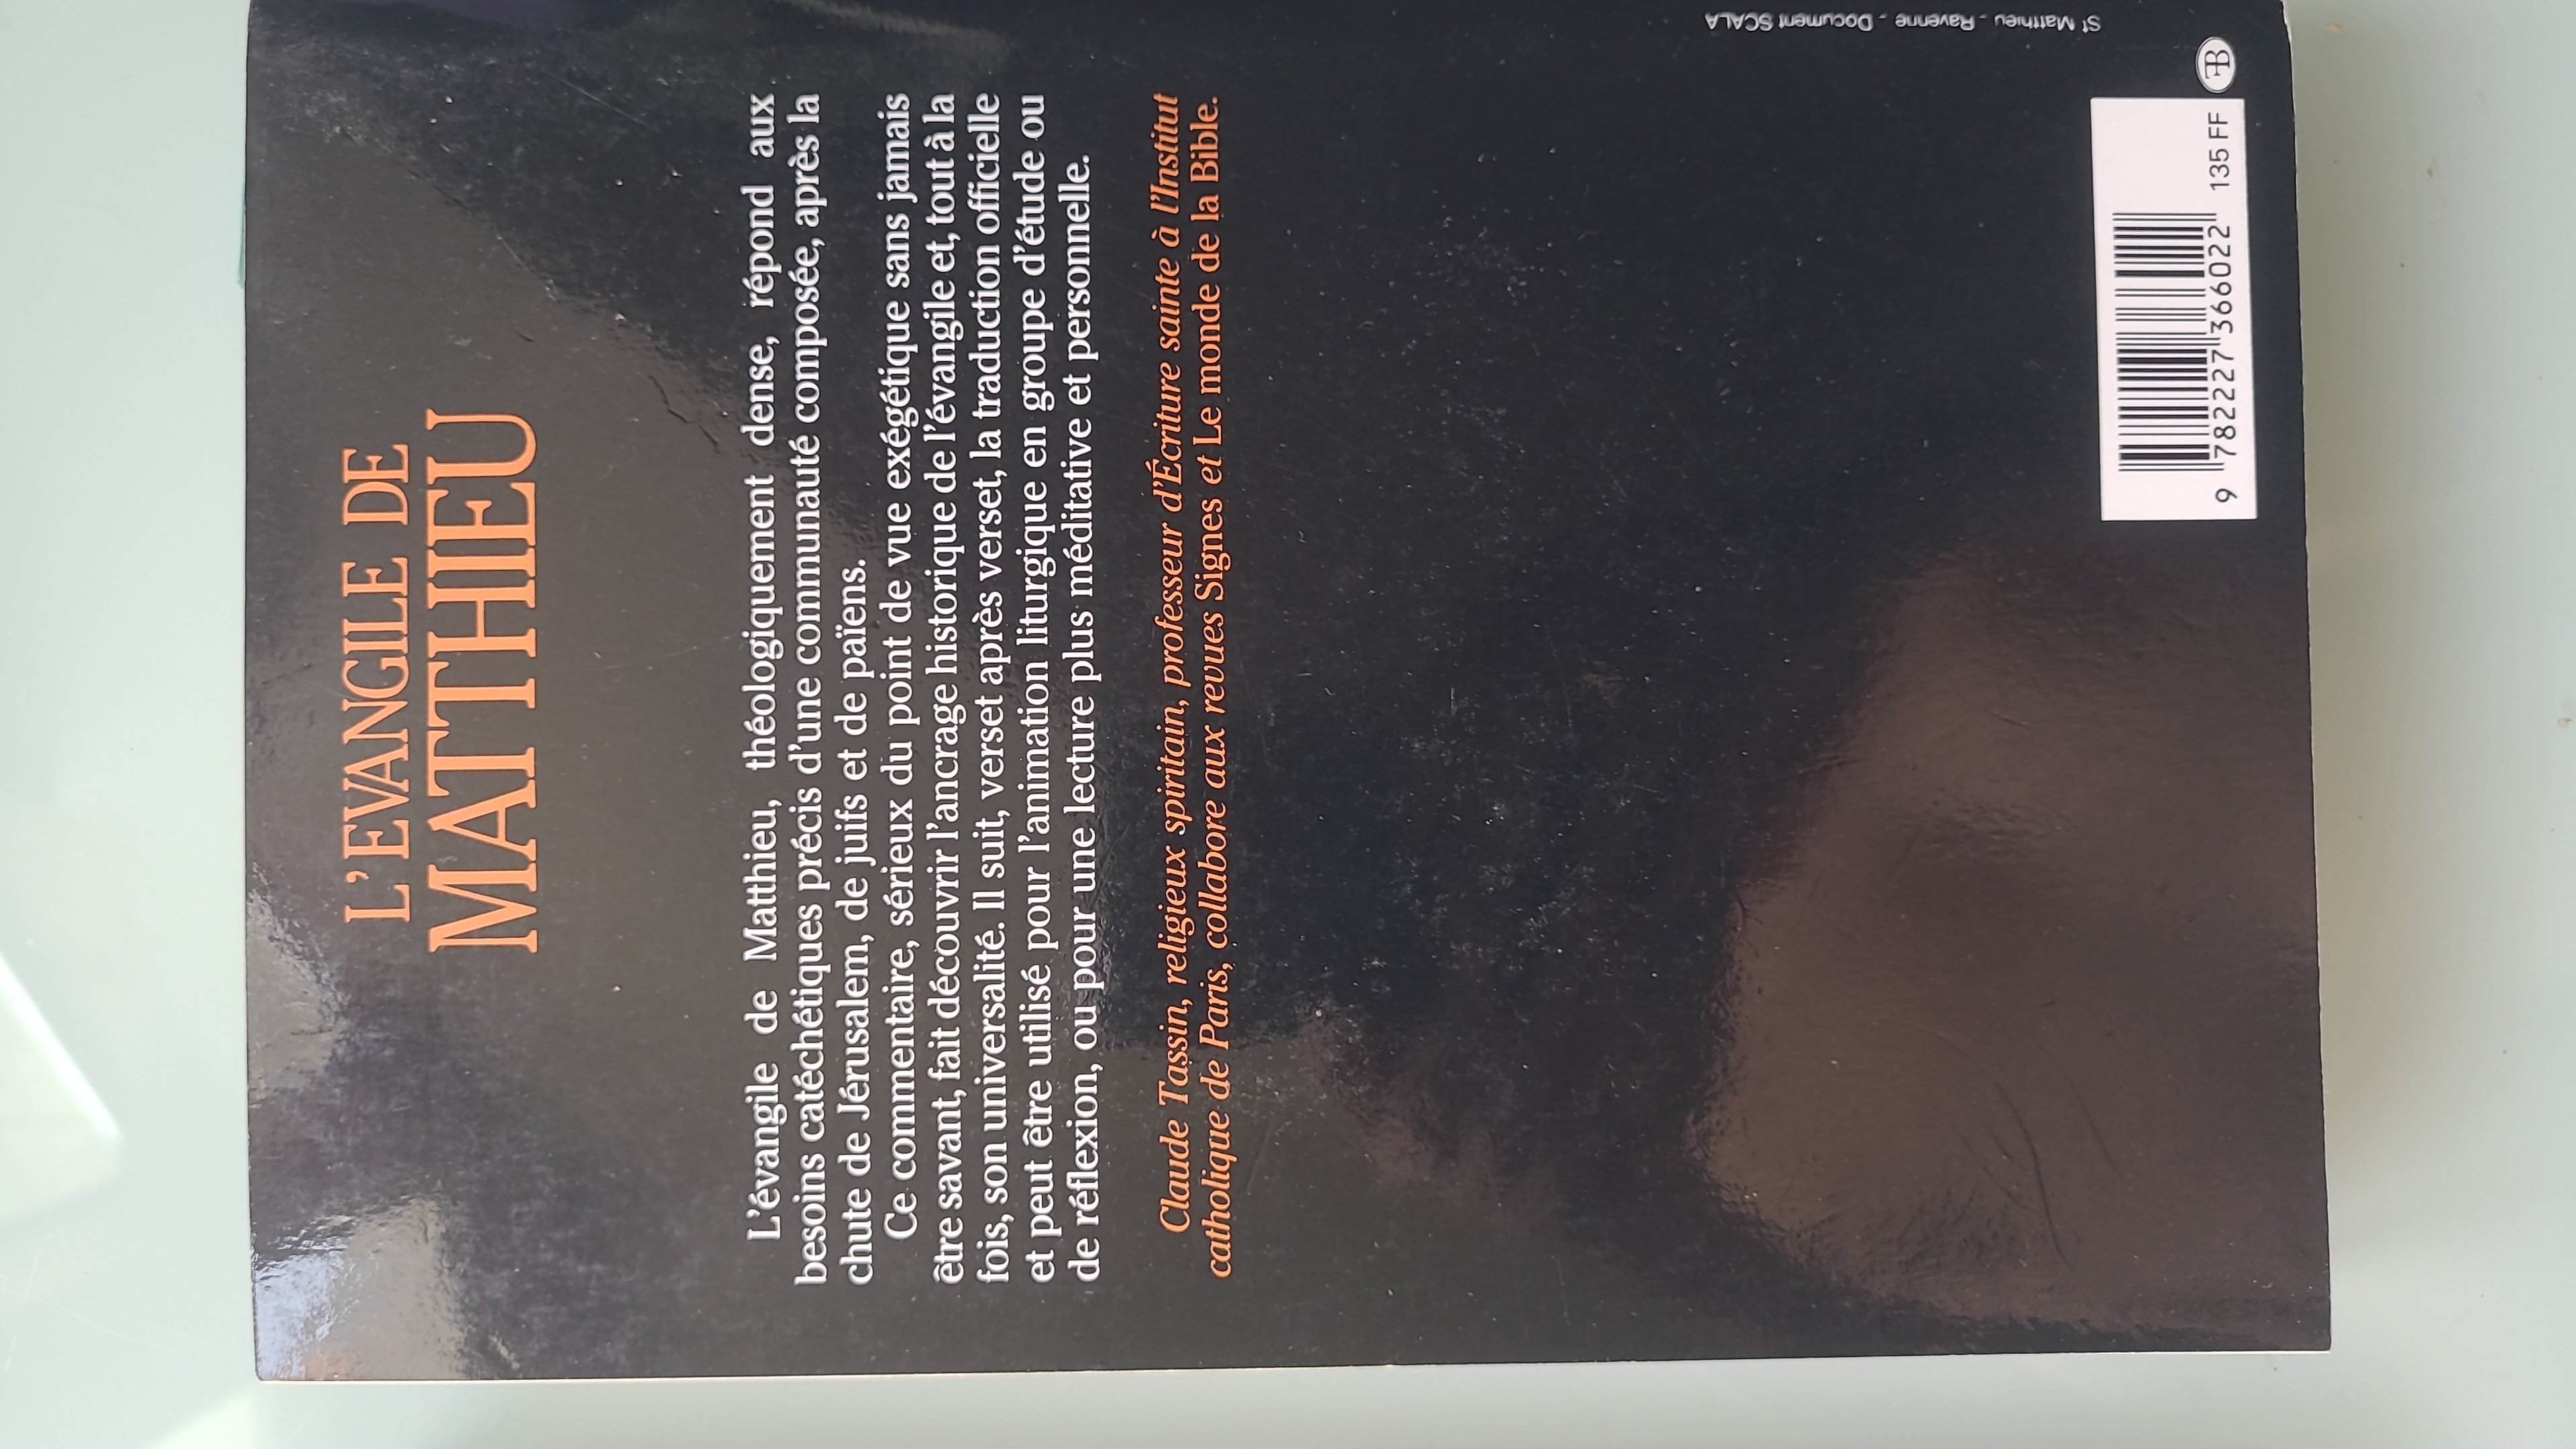 L'EVANGILE DE
MATTHIEU
L'évangile de Matthieu, théologiquement dense, répond aux
besoins catéchétiques précis d'une communauté composée, après la
chute de Jérusalem, de juifs et de païens.
Ce commentaire, sérieux du point de vue exégétique sans jamais
être savant, fait découvrir l'ancrage historique de l'évangile et, tout à la
fois, son universalité. Il suit, verset après verset, la traduction officielle
et peut être utilisé pour l'animation liturgique en groupe d'étude ou
de réflexion, ou pour une lecture plus méditative et personnelle.
Claude Tassin, religieux spiritain, professeur d'Écriture sainte à l'Institut
catholique de Paris, collabore aux revues Signes et Le monde de la Bible.
St Matthieu - Ravenne - Document SCALA
9 782227 366022 135 FF